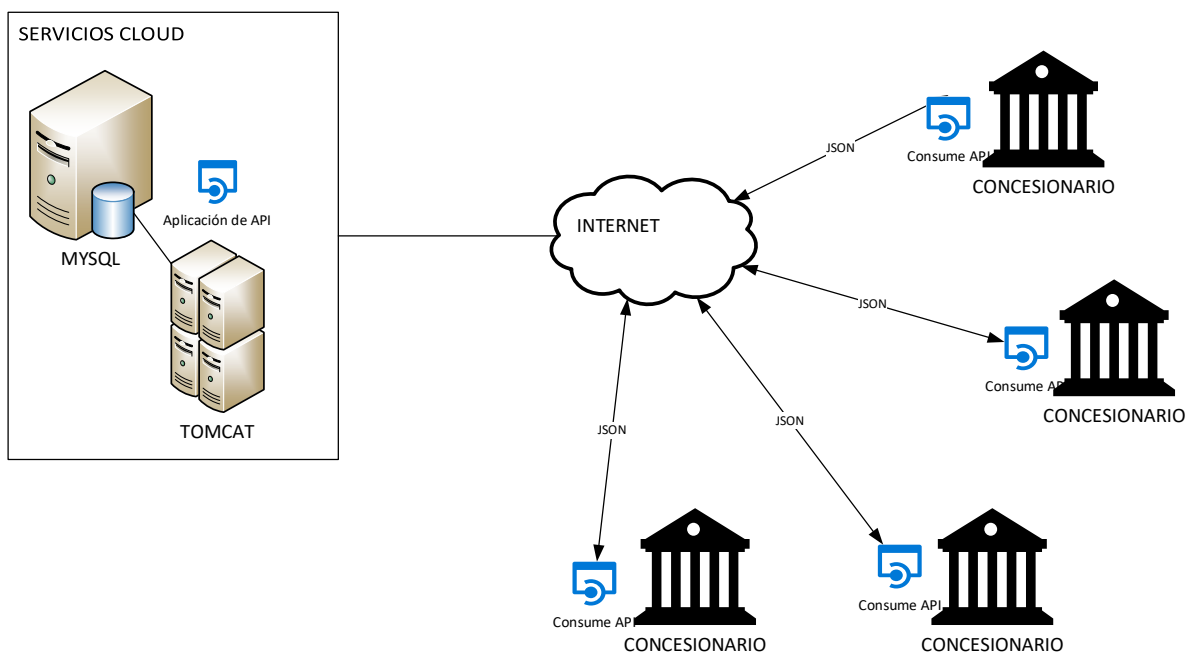 SERVICIOS CLOUD
Aplicación de API
MYSQL
TOMCAT
INTERNET
JSON
Consume API
CONCESIONARIO
JSON
Consume AP
CONCESIONARIO
JSON
Consume API
CONCESIONARIO
JSON
Consume API
CONCESIONARIO